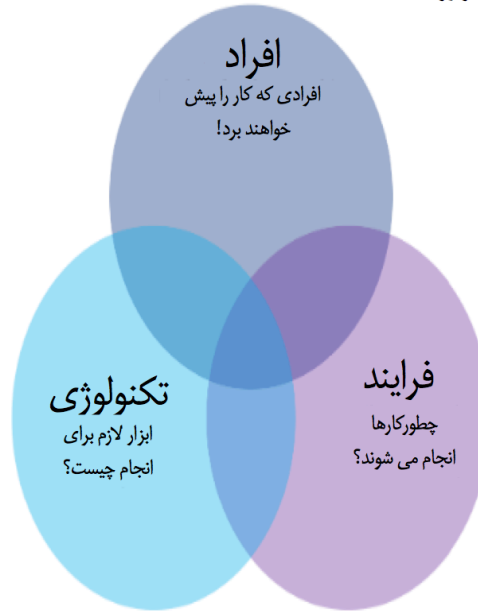 افراد
افرادی که کار را پیش
خواهند برد!
فرایند
چطورکارها
انجام می شوند؟
تکنولوژی
ابزار لازم برای
انجام چیست؟